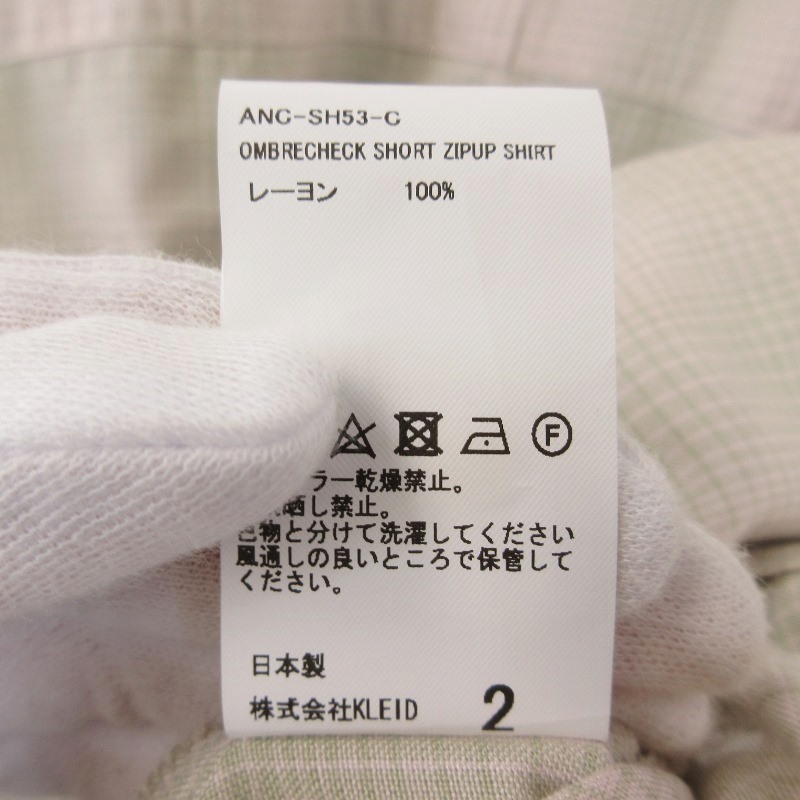 ANC-SH53-C
OMBRECHECK SHORT ZIPUP SHIRT
レーヨン 100%
F
ラー乾燥禁止。
晒し禁止。
色物と分けて洗濯してください
風通しの良いところで保管して
ください。
日本製
株式会社KLEID 2